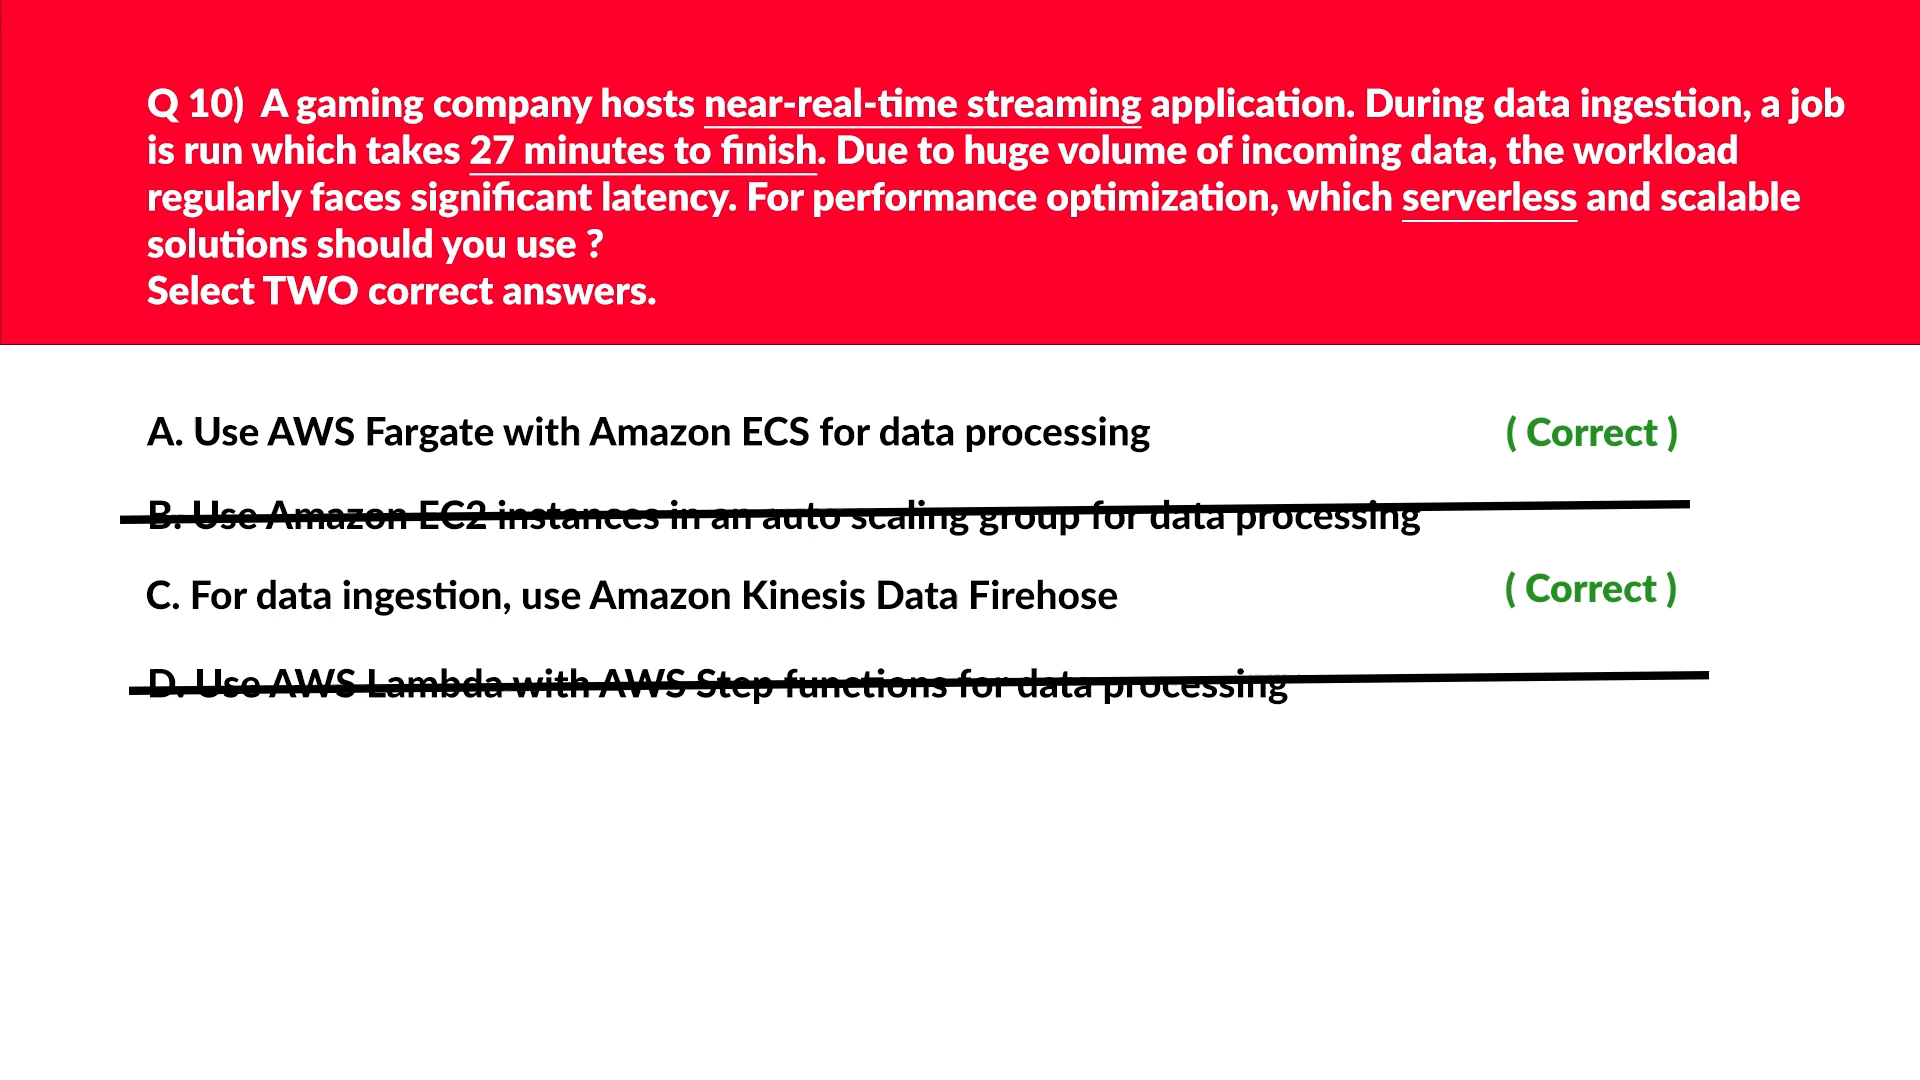 Q 10) A gaming company hosts near-real-time streaming application. During data ingestion, a job
is run which takes 27 minutes to finish. Due to huge volume of incoming data, the workload
regularly faces significant latency. For performance optimization, which serverless and scalable
solutions should you use ?
Select TWO correct answers.
A. Use AWS Fargate with Amazon ECS for data processing ( Correct )
B. Use Amazon EC2 instances in an auto scaling group for data processing
C. For data ingestion, use Amazon Kinesis Data Firehose ( Correct )
D. Use AWS Lambda with AWS Step functions for data processing